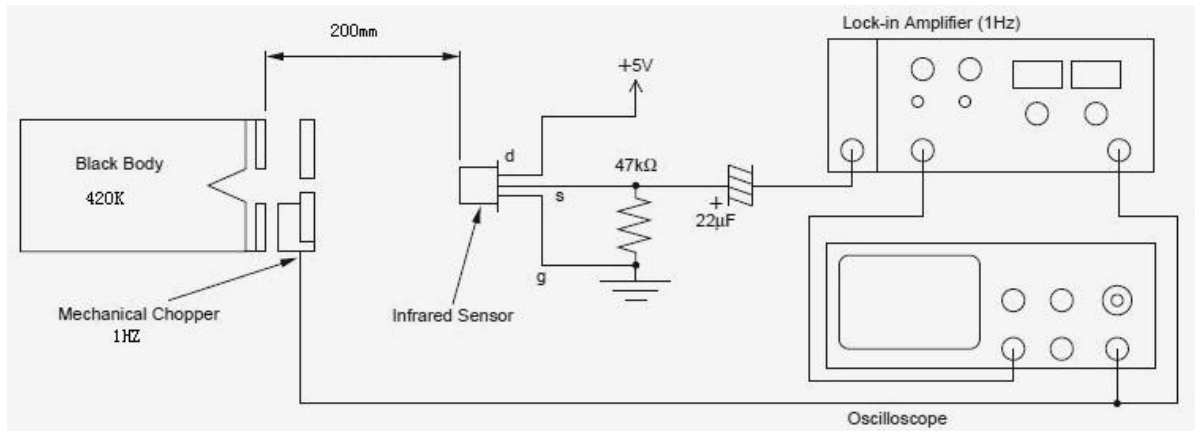 Lock-in Amplifier (1Hz)
200mm
+5V
Black Body
420K
d
47kΩ
s
+
22μF
g
Mechanical Chopper
1HZ
Infrared Sensor
Oscilloscope